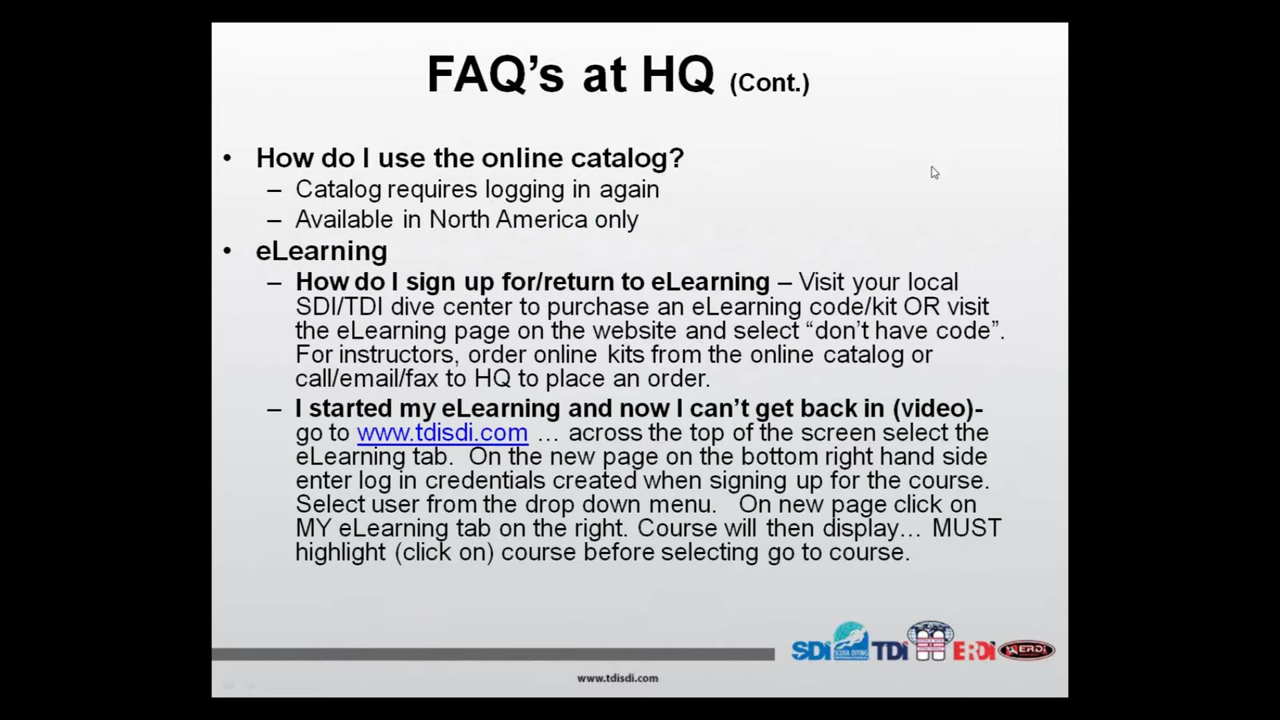 FAQ's at HQ (Cont.)
• How do I use the online catalog?
– Catalog requires logging in again
– Available in North America only
• eLearning
– How do I sign up for/return to eLearning – Visit your local
SDI/TDI dive center to purchase an eLearning code/kit OR visit
the eLearning page on the website and select “don’t have code”.
For instructors, order online kits from the online catalog or
call/email/fax to HQ to place an order.
– I started my eLearning and now I can’t get back in (video)-
go to www.tdisdi.com … across the top of the screen select the
eLearning tab.  On the new page on the bottom right hand side
enter log in credentials created when signing up for the course.
Select user from the drop down menu.   On new page click on
MY eLearning tab on the right. Course will then display… MUST
highlight (click on) course before selecting go to course.
SDI TDI ERDI ERDI
www.tdisdi.com